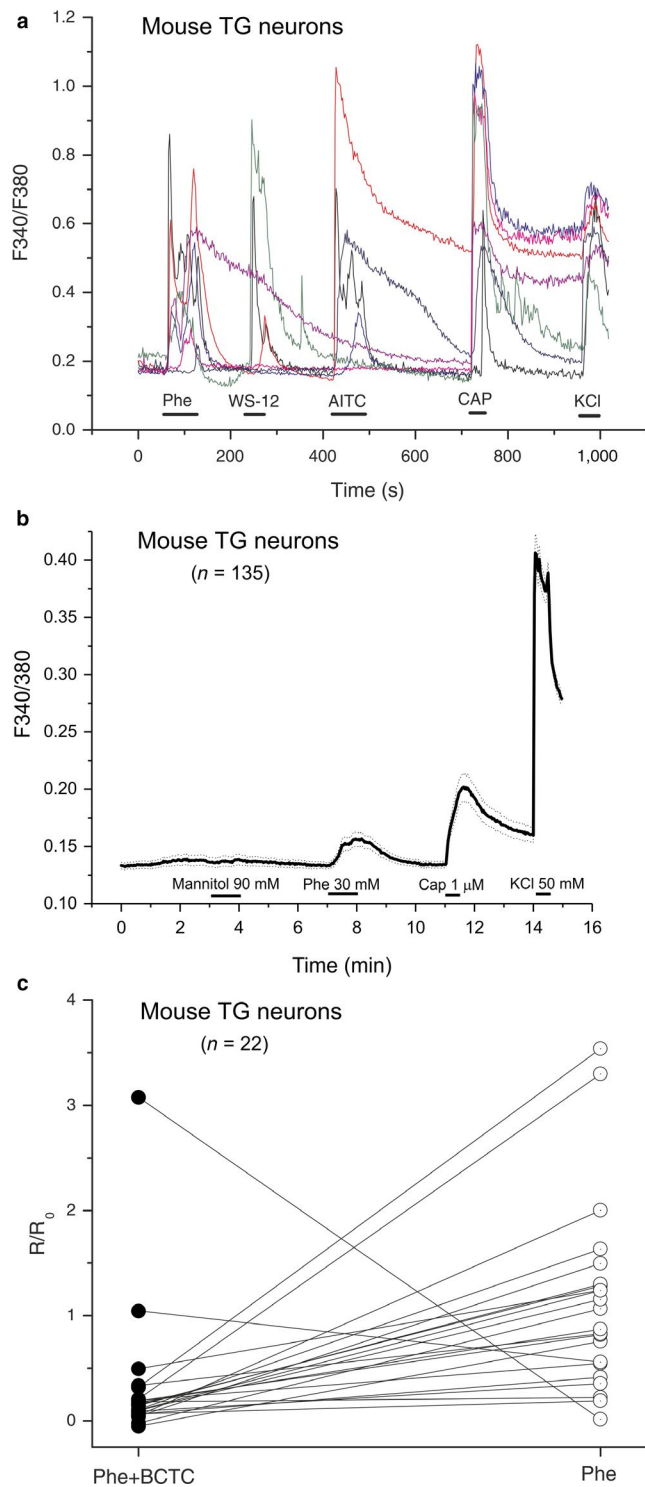 a
Mouse TG neurons
1.2
1.0
0.8
0.6
0.4
0.2
0.0
F340/F380
Phe
WS-12
AITC
CAP
KCl
0
200
400
600
800
1,000
Time (s)
b
Mouse TG neurons
(n = 135)
0.40
0.35
0.30
0.25
0.20
0.15
0.10
F340/380
Mannitol 90 mM
Phe 30 mM
Cap 1 μM
KCl 50 mM
0
2
4
6
8
10
12
14
16
Time (min)
c
Mouse TG neurons
(n = 22)
4
3
2
1
0
R/R0
Phe+BCTC
Phe